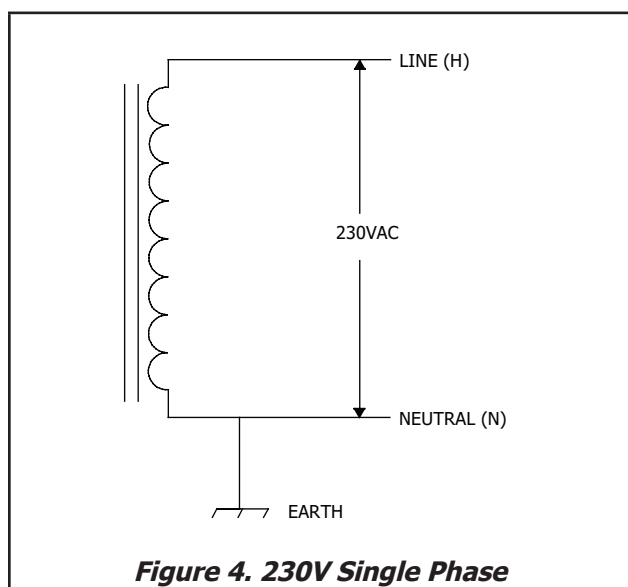 LINE (H)
230VAC
NEUTRAL (N)
EARTH
Figure 4. 230V Single Phase